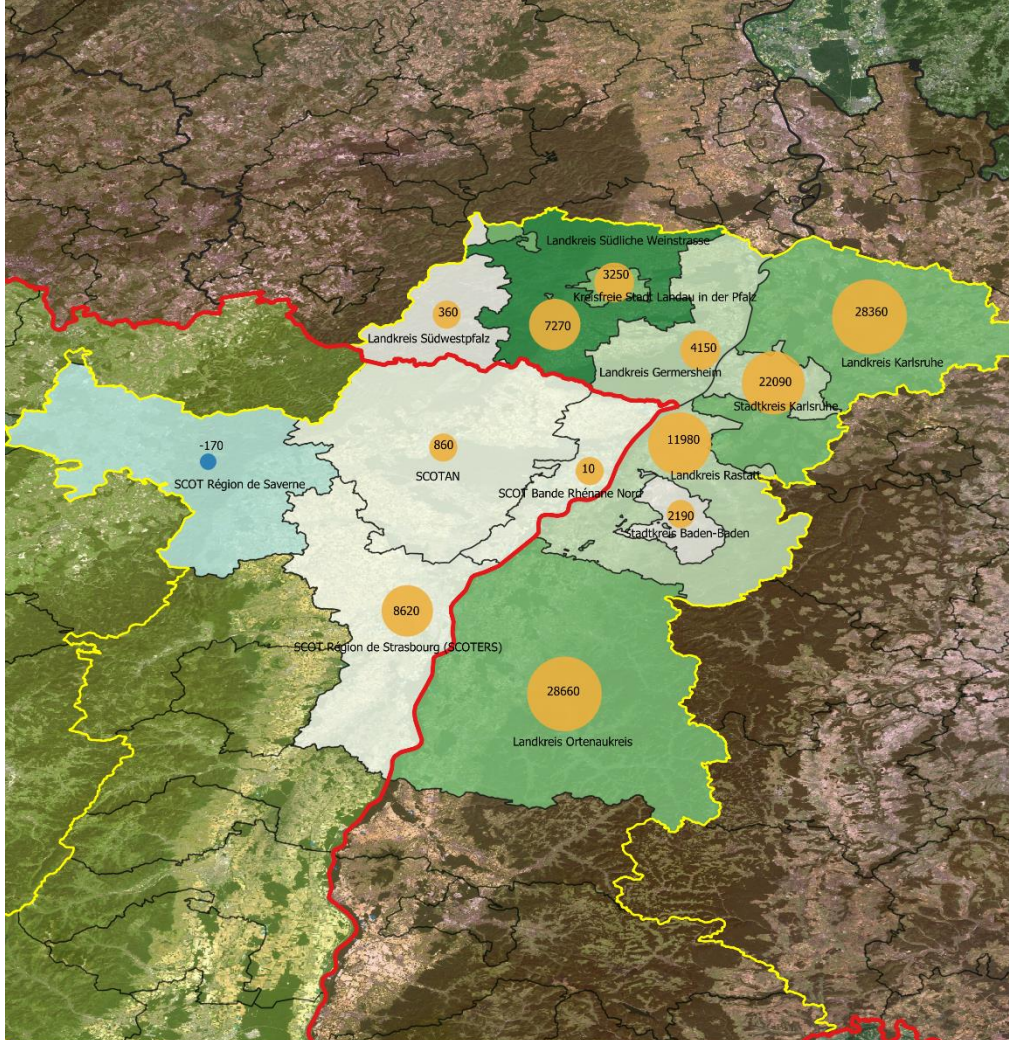 Landkreis Südliche Weinstrasse
3250
Kreisfreie Stadt Landau in der Pfalz
360
Landkreis Südwestpfalz
7270
28360
Landkreis Karlsruhe
4150
Landkreis Germersheim
22090
Stadtkreis Karlsruhe
-170
SCOT Région de Saverne
860
SCOTAN
11980
Landkreis Rastatt
10
SCOT Bande Rhénane Nord
2190
Stadtkreis Baden-Baden
8620
SCOT Région de Strasbourg (SCOTERS)
28660
Landkreis Ortenaukreis